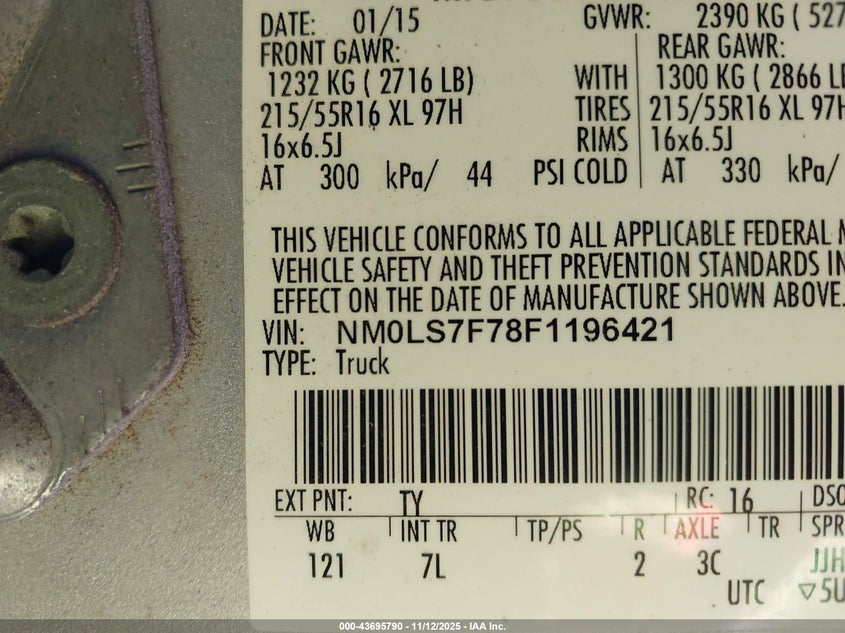 DATE: 01/15 GVWR: 2390 KG ( 527
FRONT GAWR: REAR GAWR:
1232 KG ( 2716 LB) WITH 1300 KG ( 2866 LB
215/55R16 XL 97H TIRES 215/55R16 XL 97H
16x6.5J RIMS 16x6.5J
AT 300 kPa/ 44 PSI COLD AT 330 kPa/
THIS VEHICLE CONFORMS TO ALL APPLICABLE FEDERAL M
VEHICLE SAFETY AND THEFT PREVENTION STANDARDS IN
EFFECT ON THE DATE OF MANUFACTURE SHOWN ABOVE.
VIN: NM0LS7F78F1196421
TYPE: Truck
EXT PNT: TY RC: 16 DSO
WB INT TR TP/PS R AXLE TR SPR
121 7L 2 3C JJH
UTC ▽5U
000-43695790 - 11/12/2025 - IAA Inc.